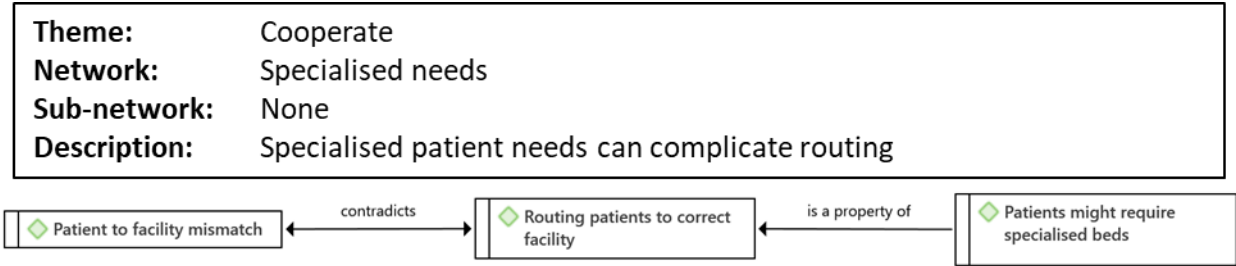 Theme: Cooperate
Network: Specialised needs
Sub-network: None
Description: Specialised patient needs can complicate routing
Patient to facility mismatch
contradicts
Routing patients to correct
facility
is a property of
Patients might require
specialised beds